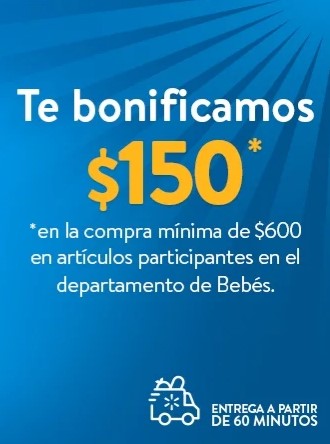 Te bonificamos
$150*
*en la compra mínima de $600
en artículos participantes en el
departamento de Bebés.
ENTREGA A PARTIR
DE 60 MINUTOS